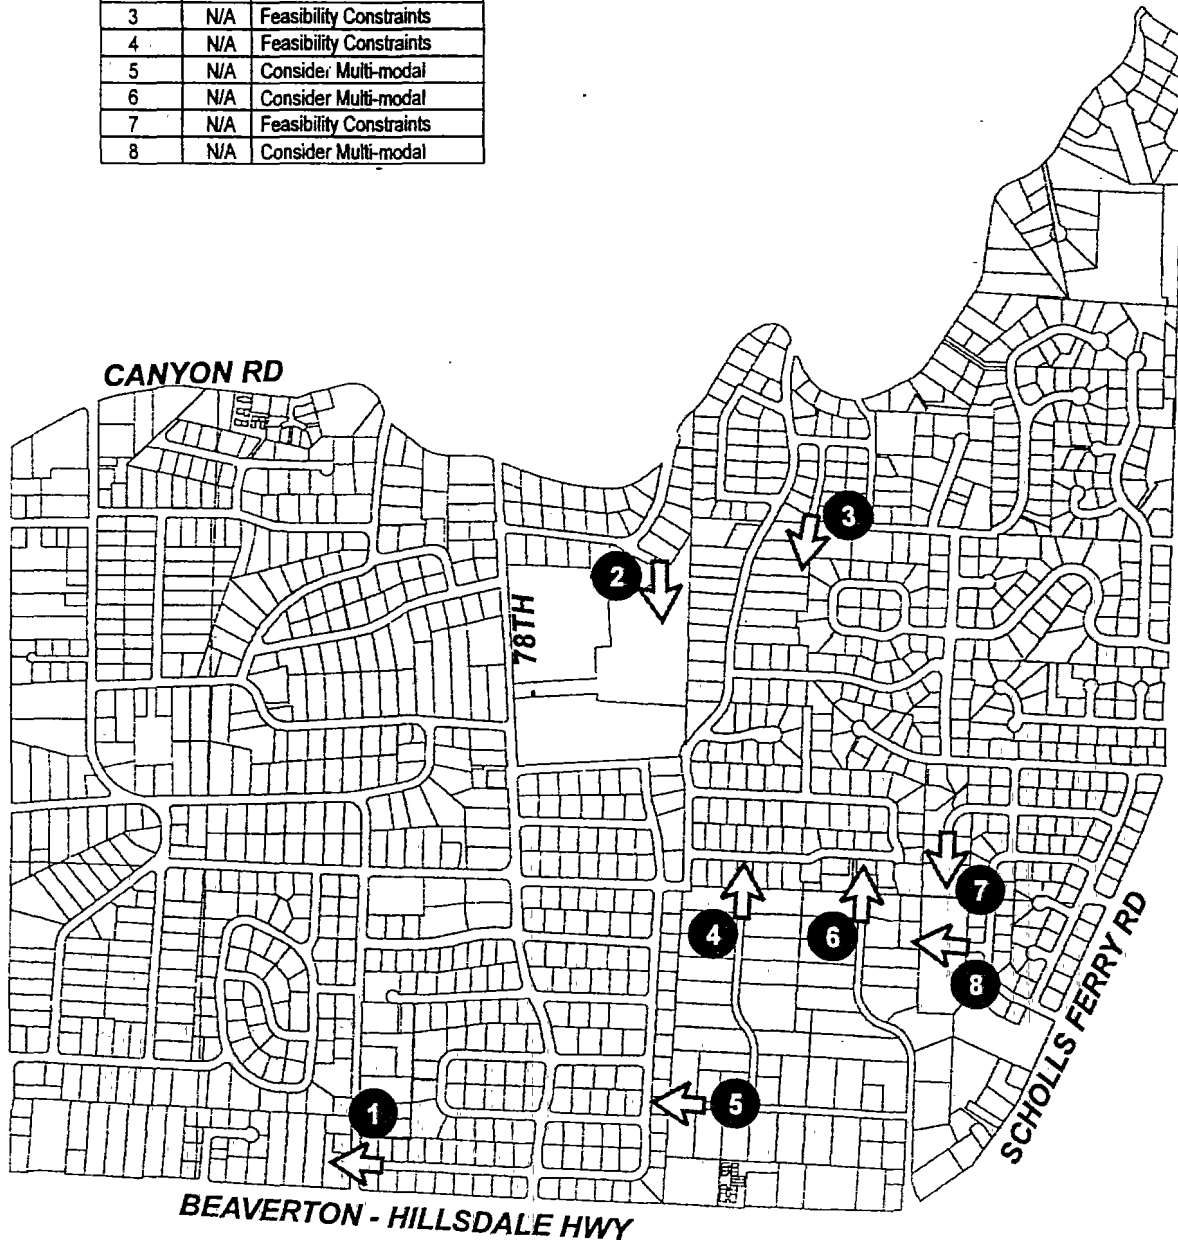 3 N/A Feasibility Constraints
4 N/A Feasibility Constraints
5 N/A Consider Multi-modal
6 N/A Consider Multi-modal
7 N/A Feasibility Constraints
8 N/A Consider Multi-modal
CANYON RD
3
2
78TH
7
4
6
8
SCHOLLS FERRY RD
1
5
BEAVERTON - HILLSDALE HWY